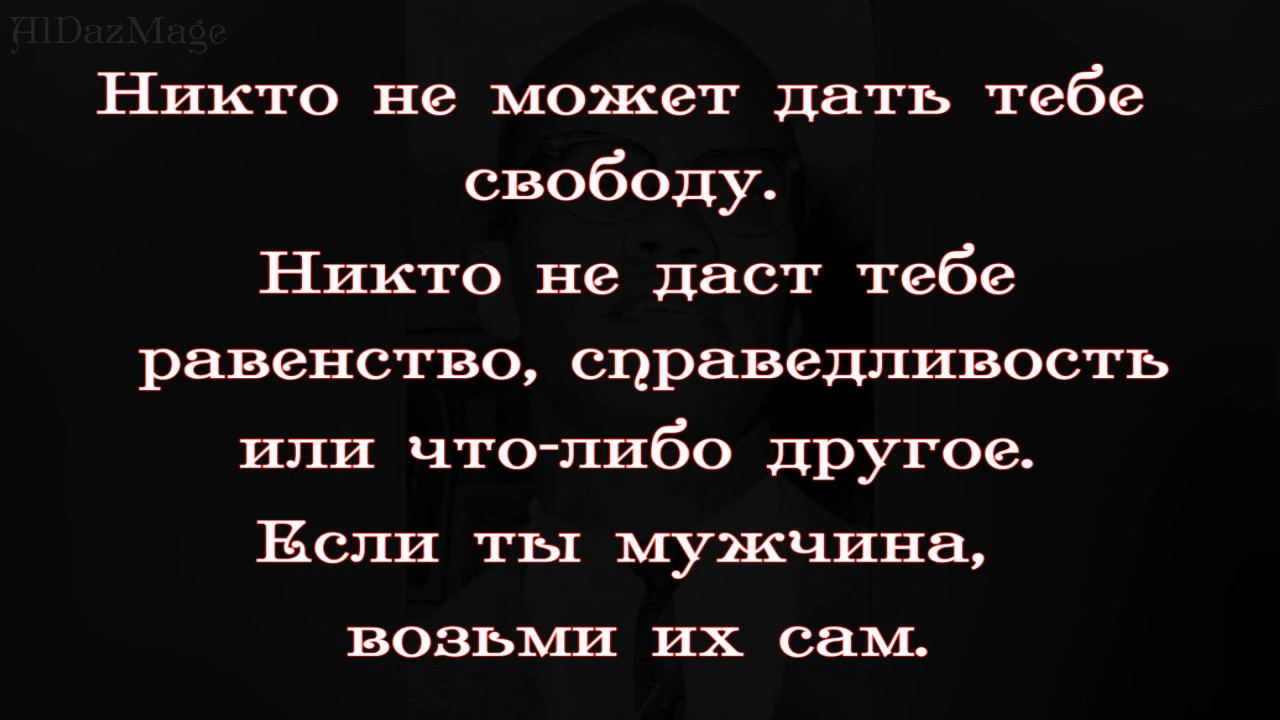 AlDazMage
Никто не может дать тебе
свободу.
Никто не даст тебе
равенство, справедливость
или что-либо другое.
Если ты мужчина,
возьми их сам.